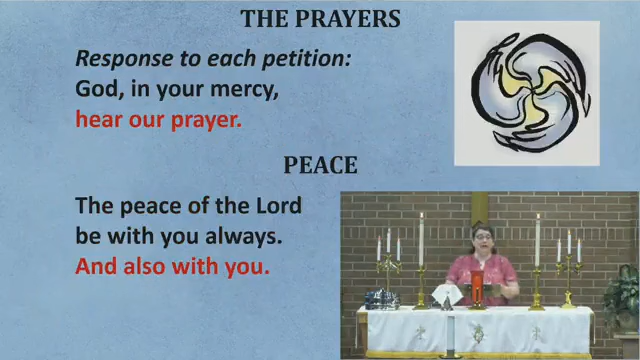 THE PRAYERS
Response to each petition:
God, in your mercy,
hear our prayer.
PEACE
The peace of the Lord
be with you always.
And also with you.